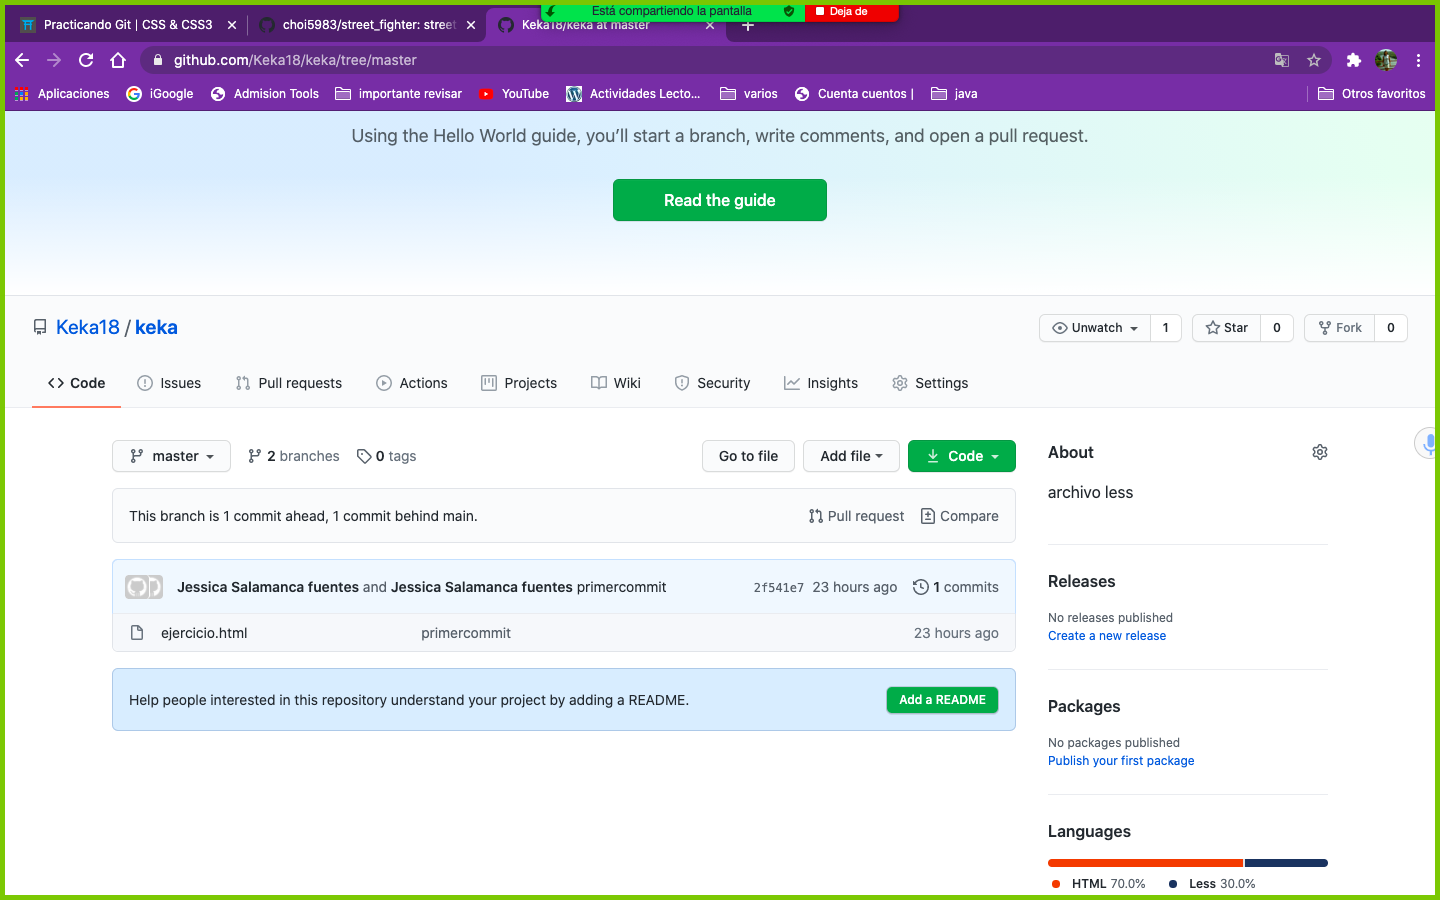 Está compartiendo la pantalla Deja de
Practicando Git | CSS & CSS3 choi5983/street_fighter: street Keka18/keka at master
github.com/Keka18/keka/tree/master
Aplicaciones iGoogle Admision Tools importante revisar YouTube Actividades Lecto... varios Cuenta cuentos | java Otros favoritos
Using the Hello World guide, you’ll start a branch, write comments, and open a pull request.
Read the guide
Keka18 / keka
Unwatch 1 Star 0 Fork 0
Code Issues Pull requests Actions Projects Wiki Security Insights Settings
master 2 branches 0 tags Go to file Add file Code
This branch is 1 commit ahead, 1 commit behind main. Pull request Compare
Jessica Salamanca fuentes and Jessica Salamanca fuentes primercommit 2f541e7 23 hours ago 1 commits
ejercicio.html primercommit 23 hours ago
Help people interested in this repository understand your project by adding a README. Add a README
About
archivo less
Releases
No releases published
Create a new release
Packages
No packages published
Publish your first package
Languages
HTML 70.0% Less 30.0%